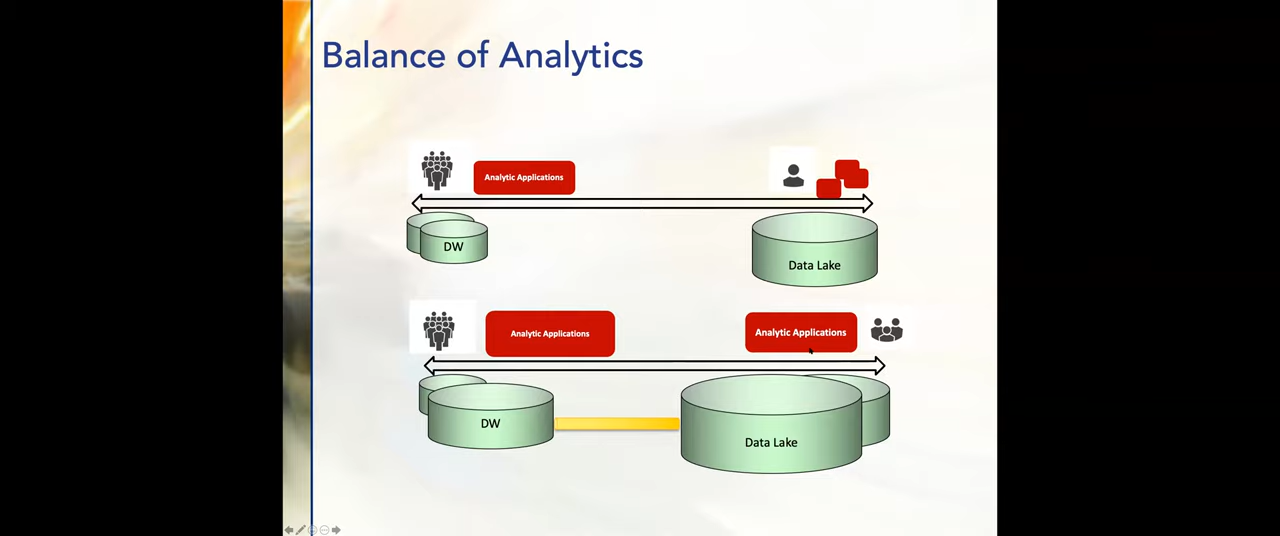 Balance of Analytics
Analytic Applications
DW
Data Lake
Analytic Applications
Analytic Applications
DW
Data Lake